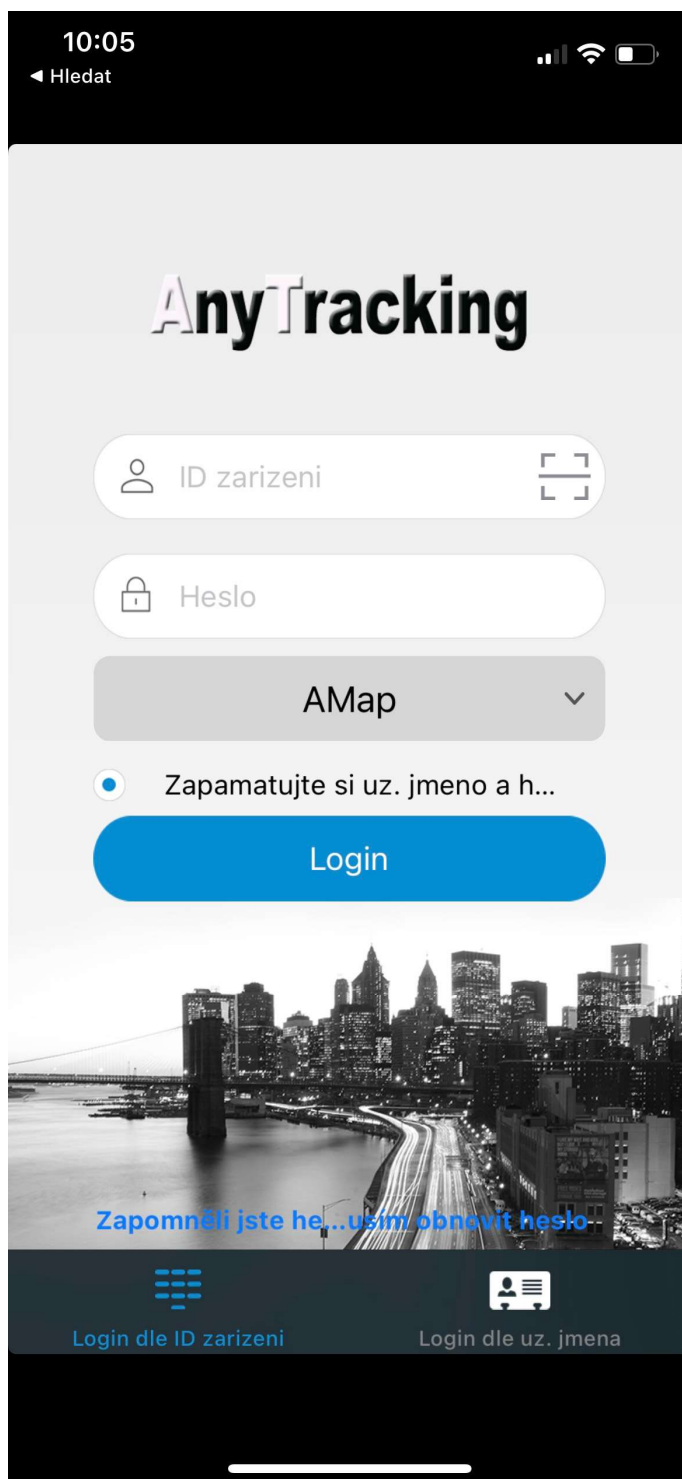 10:05
◀ Hledat
AnyTracking
ID zarizeni
Heslo
AMap
Zapamatujte si uz. jmeno a h...
Login
Zapomněli jste he...usím obnovit heslo
Login dle ID zarizeni
Login dle uz. jmena